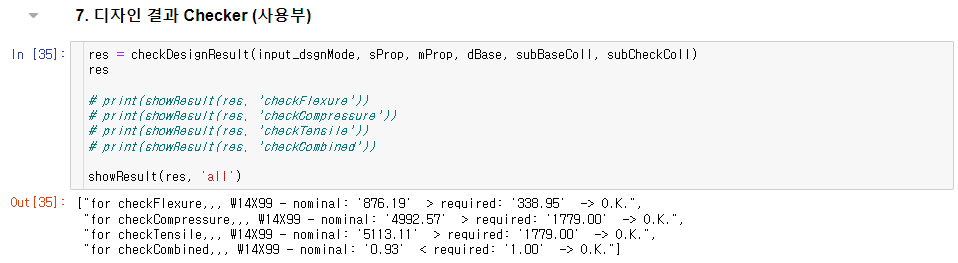 7. 디자인 결과 Checker (사용부)
In [35]: res = checkDesignResult(input_dsgnMode, sProp, mProp, dBase, subBaseColl, subCheckColl)
res
# print(showResult(res, 'checkFlexure'))
# print(showResult(res, 'checkCompressure'))
# print(showResult(res, 'checkTensile'))
# print(showResult(res, 'checkCombined'))
showResult(res, 'all')
Out[35]: ["for checkFlexure,,, W14X99 - nominal: '876.19' > required: '338.95' -> O.K.",
"for checkCompressure,,, W14X99 - nominal: '4992.57' > required: '1779.00' -> O.K.",
"for checkTensile,,, W14X99 - nominal: '5113.11' > required: '1779.00' -> O.K.",
"for checkCombined,,, W14X99 - nominal: '0.93' < required: '1.00' -> O.K."]